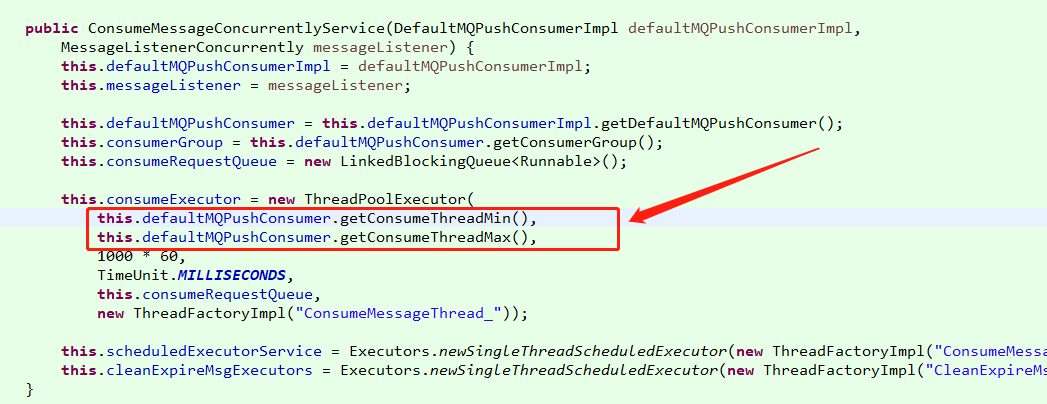 public ConsumeMessageConcurrentlyService(DefaultMQPushConsumerImpl defaultMQPushConsumerImpl,
MessageListenerConcurrently messageListener) {
this.defaultMQPushConsumerImpl = defaultMQPushConsumerImpl;
this.messageListener = messageListener;
this.defaultMQPushConsumer = this.defaultMQPushConsumerImpl.getDefaultMQPushConsumer();
this.consumerGroup = this.defaultMQPushConsumer.getConsumerGroup();
this.consumeRequestQueue = new LinkedBlockingQueue<Runnable>();
this.consumeExecutor = new ThreadPoolExecutor(
this.defaultMQPushConsumer.getConsumeThreadMin(),
this.defaultMQPushConsumer.getConsumeThreadMax(),
1000 * 60,
TimeUnit.MILLISECONDS,
this.consumeRequestQueue,
new ThreadFactoryImpl("ConsumeMessageThread_"));
this.scheduledExecutorService = Executors.newSingleThreadScheduledExecutor(new ThreadFactoryImpl("ConsumeMessa
this.cleanExpireMsgExecutors = Executors.newSingleThreadScheduledExecutor(new ThreadFactoryImpl("CleanExpireMs
}